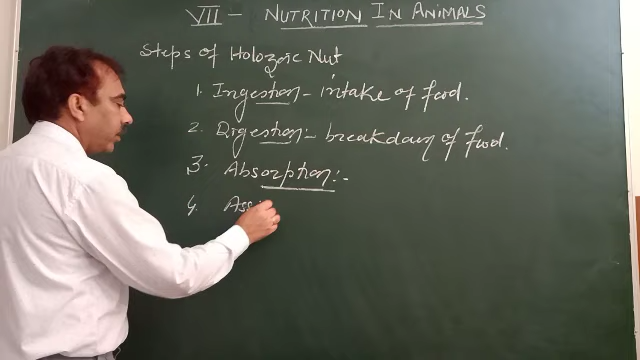 VII - NUTRITION IN ANIMALS
Steps of Holozoic Nut
1. Ingestion - intake of food.
2. Digestion:- breakdown of food.
3. Absorption:-
4. Ass